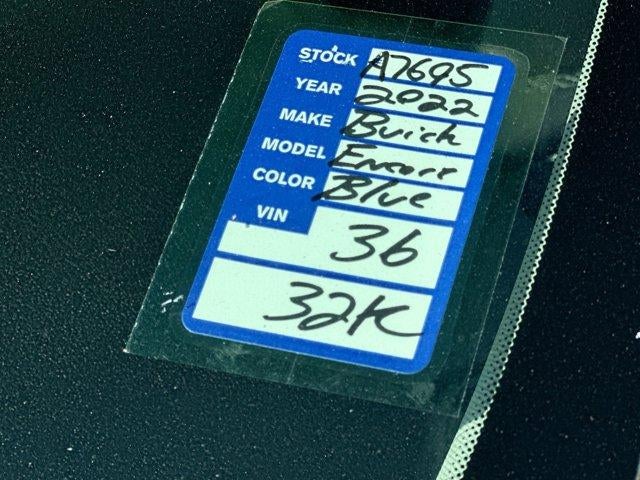 STOCK A7695
YEAR 2022
MAKE Buick
MODEL Encore
COLOR Blue
VIN 36
32K